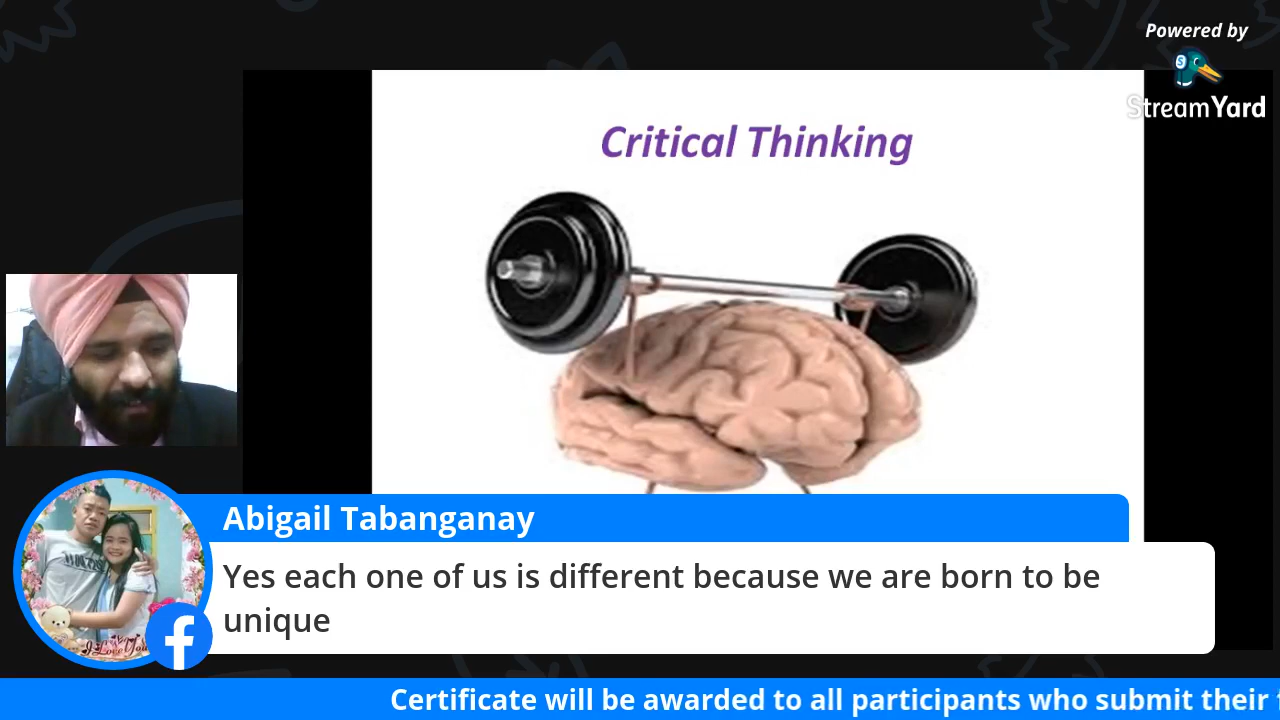 Powered by
StreamYard
Critical Thinking
Abigail Tabanganay
Yes each one of us is different because we are born to be
unique
Certificate will be awarded to all participants who submit their